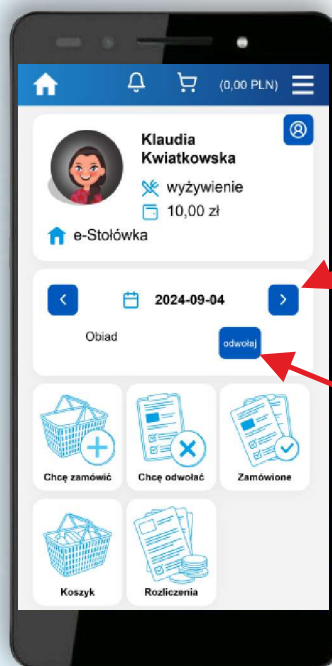 (0,00 PLN)
Klaudia
Kwiatkowska
wyżywienie
10,00 zł
e-Stołówka
2024-09-04
Obiad
odwołaj
Chcę zamówić
Chcę odwołać
Zamówione
Koszyk
Rozliczenia